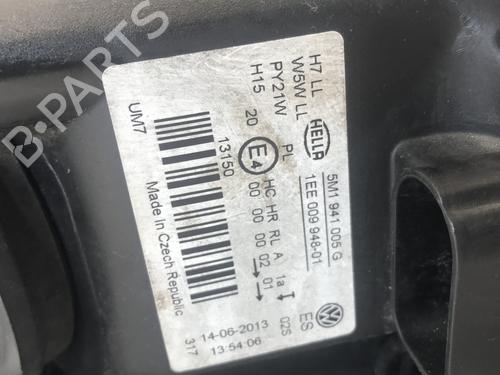 H7 LL
W5W LL
PY21W
H15
HELLA
5M1 941 005 G
1EE 009 948-01
PL
20
E4
HC HR RL A 1a
00 00 00 02 01
13150
UM7
Made in Czech Republic
ES
02S
14-06-2013
13:54:06
317
B-PARTS